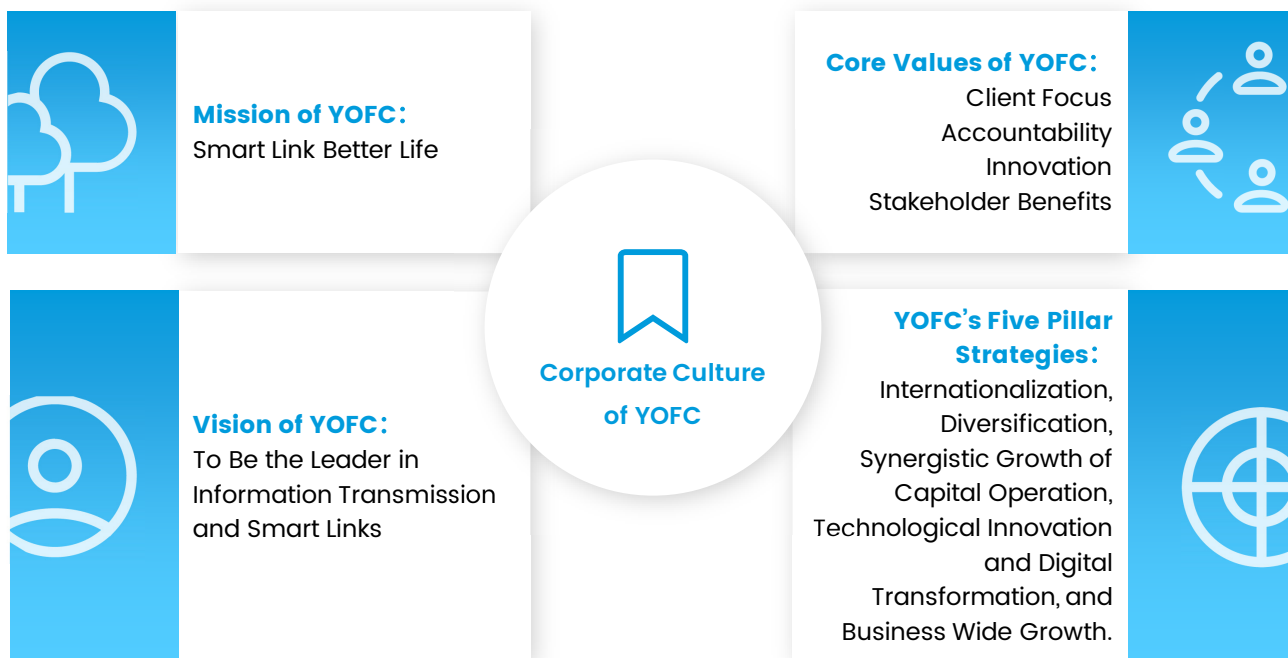 Mission of YOFC:
Smart Link Better Life
Core Values of YOFC:
Client Focus
Accountability
Innovation
Stakeholder Benefits
Corporate Culture
of YOFC
Vision of YOFC:
To Be the Leader in
Information Transmission
and Smart Links
YOFC’s Five Pillar
Strategies:
Internationalization,
Diversification,
Synergistic Growth of
Capital Operation,
Technological Innovation
and Digital
Transformation, and
Business Wide Growth.